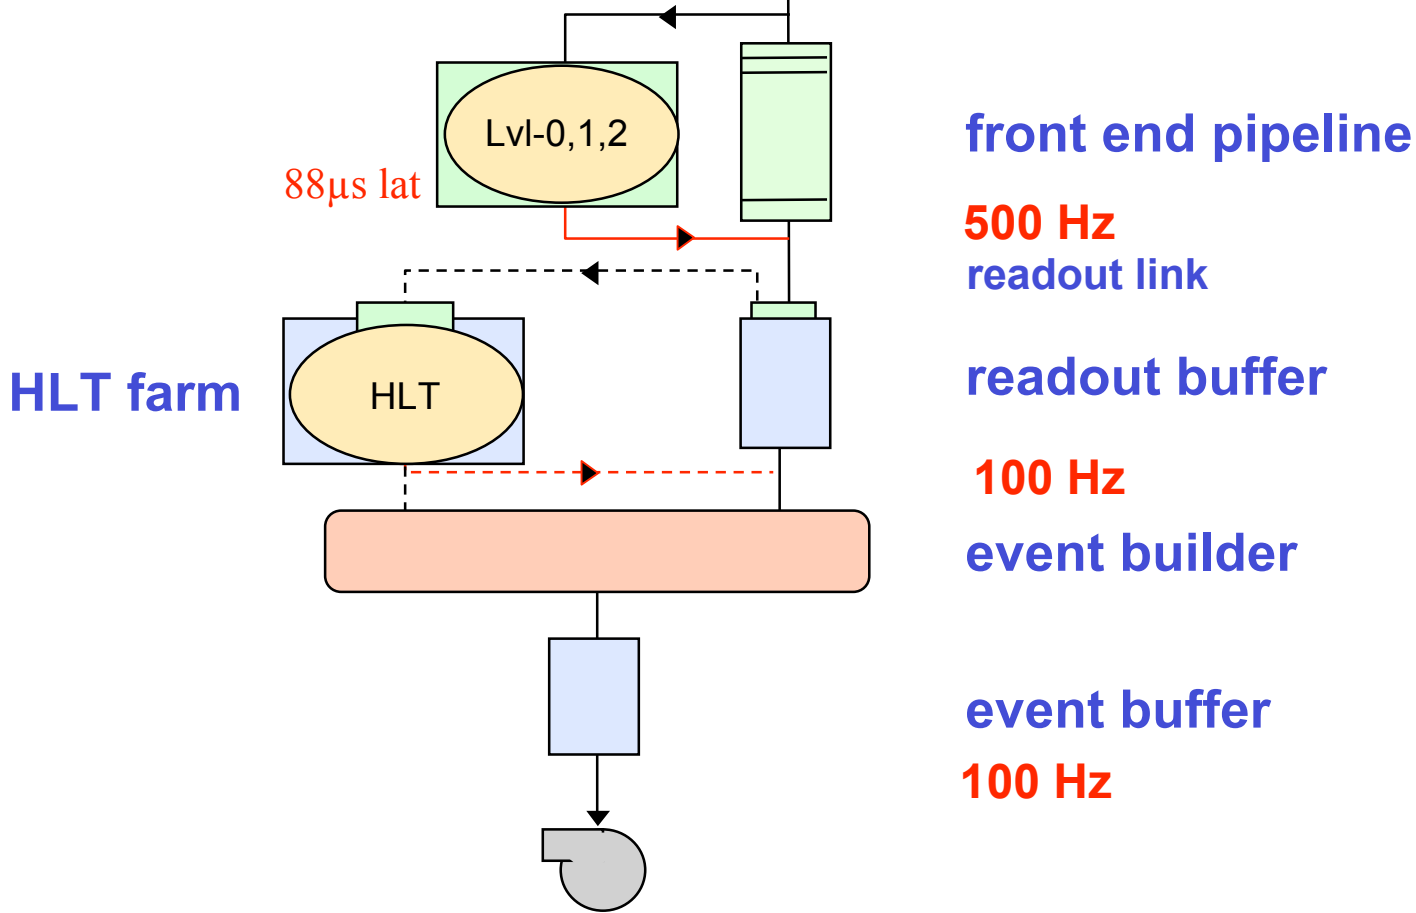 Lvl-0,1,2
front end pipeline
88µs lat
500 Hz
readout link
HLT farm
HLT
readout buffer
100 Hz
event builder
event buffer
100 Hz